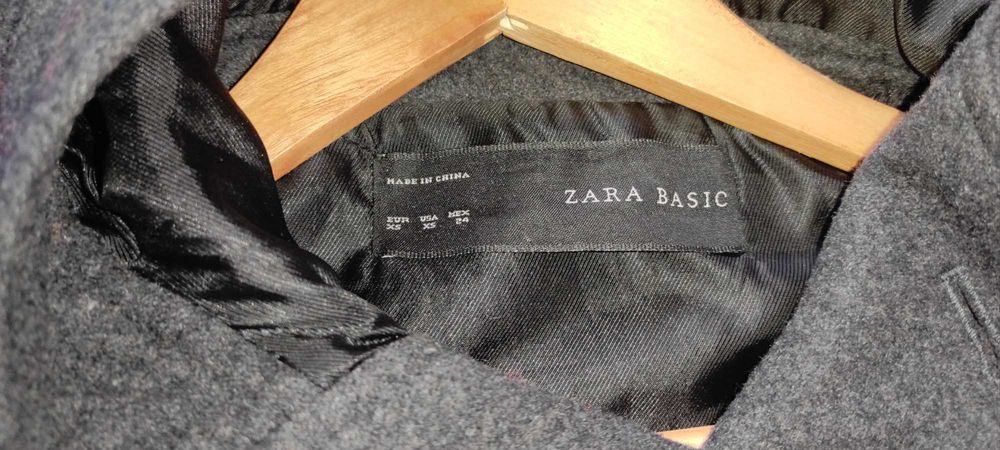 MADE IN CHINA
ZARA BASIC
EUR USA MEX
XS XS 24